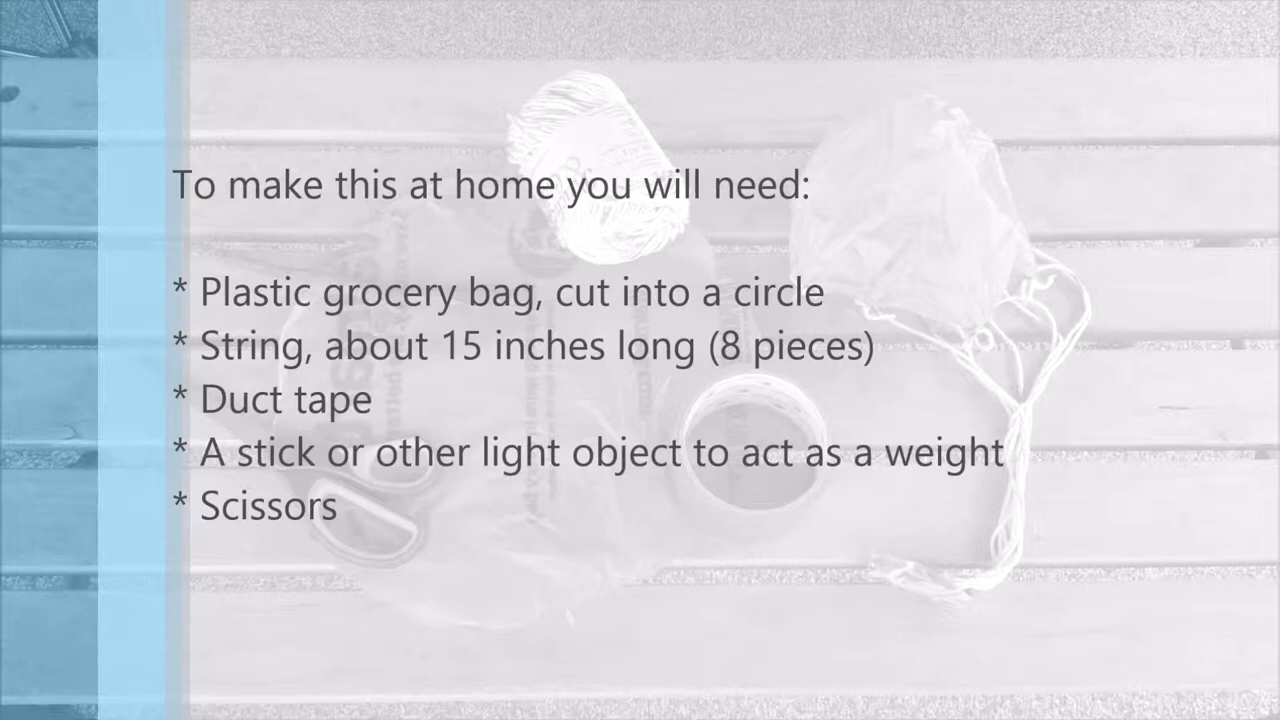 To make this at home you will need:
* Plastic grocery bag, cut into a circle
* String, about 15 inches long (8 pieces)
* Duct tape
* A stick or other light object to act as a weight
* Scissors